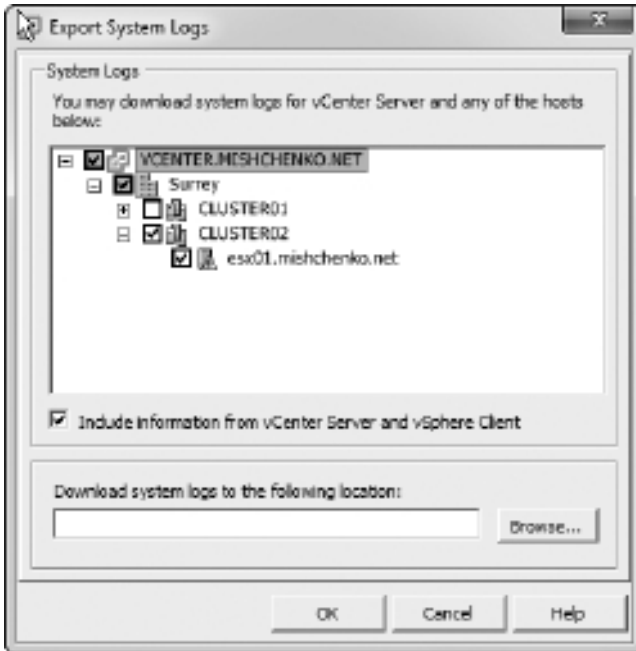 Export System Logs
System Logs
You may download system logs for vCenter Server and any of the hosts
below:
VCENTER.MISHCHENKO.NET
Surrey
CLUSTER01
CLUSTER02
esx01.mishchenko.net
Include information from vCenter Server and vSphere Client
Download system logs to the following location:
Browse...
OK
Cancel
Help